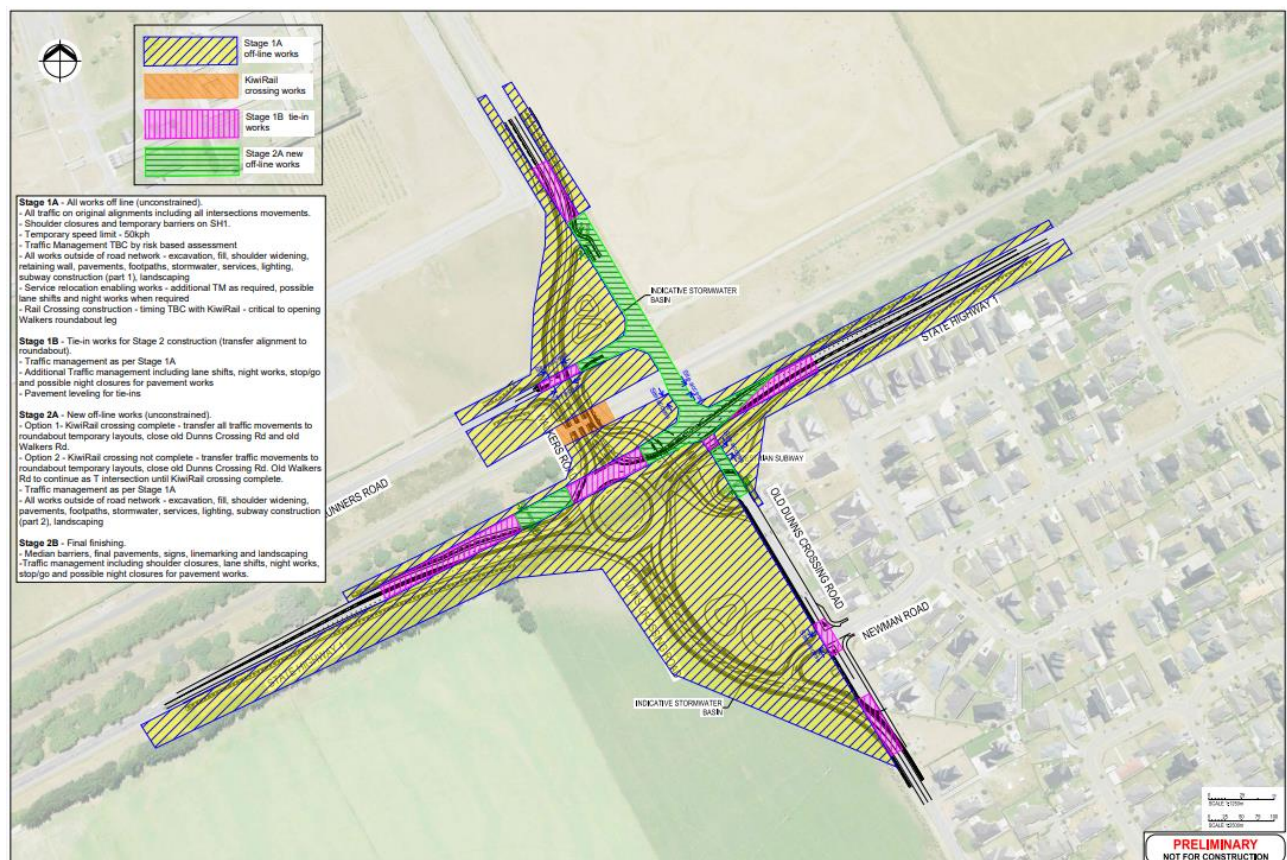 Stage 1A
off-line works
KiwiRail
crossing works
Stage 1B tie-in
works
Stage 2A new
off-line works
Stage 1A - All works off line (unconstrained).
- All traffic on original alignments including all intersections movements.
- Shoulder closures and temporary barriers on SH1.
- Temporary speed limit - 50kph
- Traffic Management TBC by risk based assessment
- All works outside of road network - excavation, fill, shoulder widening,
retaining wall, pavements, footpaths, stormwater, services, lighting,
subway construction (part 1), landscaping
- Service relocation enabling works - additional TM as required, possible
lane shifts and night works when required
- Rail Crossing construction - timing TBC with KiwiRail - critical to opening
Walkers roundabout leg
Stage 1B - Tie-in works for Stage 2 construction (transfer alignment to
roundabout).
- Traffic management as per Stage 1A
- Additional Traffic management including lane shifts, night works, stop/go
and possible night closures for pavement works
- Pavement leveling for tie-ins
Stage 2A - New off-line works (unconstrained).
- Option 1- KiwiRail crossing complete - transfer all traffic movements to
roundabout temporary layouts, close old Dunns Crossing Rd and old
Walkers Rd.
- Option 2 - KiwiRail crossing not complete - transfer traffic movements to
roundabout temporary layouts, close old Dunns Crossing Rd. Old Walkers
Rd to continue as T intersection until KiwiRail crossing complete.
- Traffic management as per Stage 1A
- All works outside of road network - excavation, fill, shoulder widening,
pavements, footpaths, stormwater, services, lighting, subway construction
(part 2), landscaping
Stage 2B - Final finishing.
- Median barriers, final pavements, signs, linemarking and landscaping
-Traffic management including shoulder closures, lane shifts, night works,
stop/go and possible night closures for pavement works.
INDICATIVE STORMWATER
BASIN
STATE HIGHWAY 1
KERS ROA
UNNERS ROAD
IAN SUBWAY
OLD DUNNS CROSSING ROAD
NEWMAN ROAD
STATE HIGHWAY 1
INDICATIVE STORMWATER
BASIN
PRELIMINARY
NOT FOR CONSTRUCTION